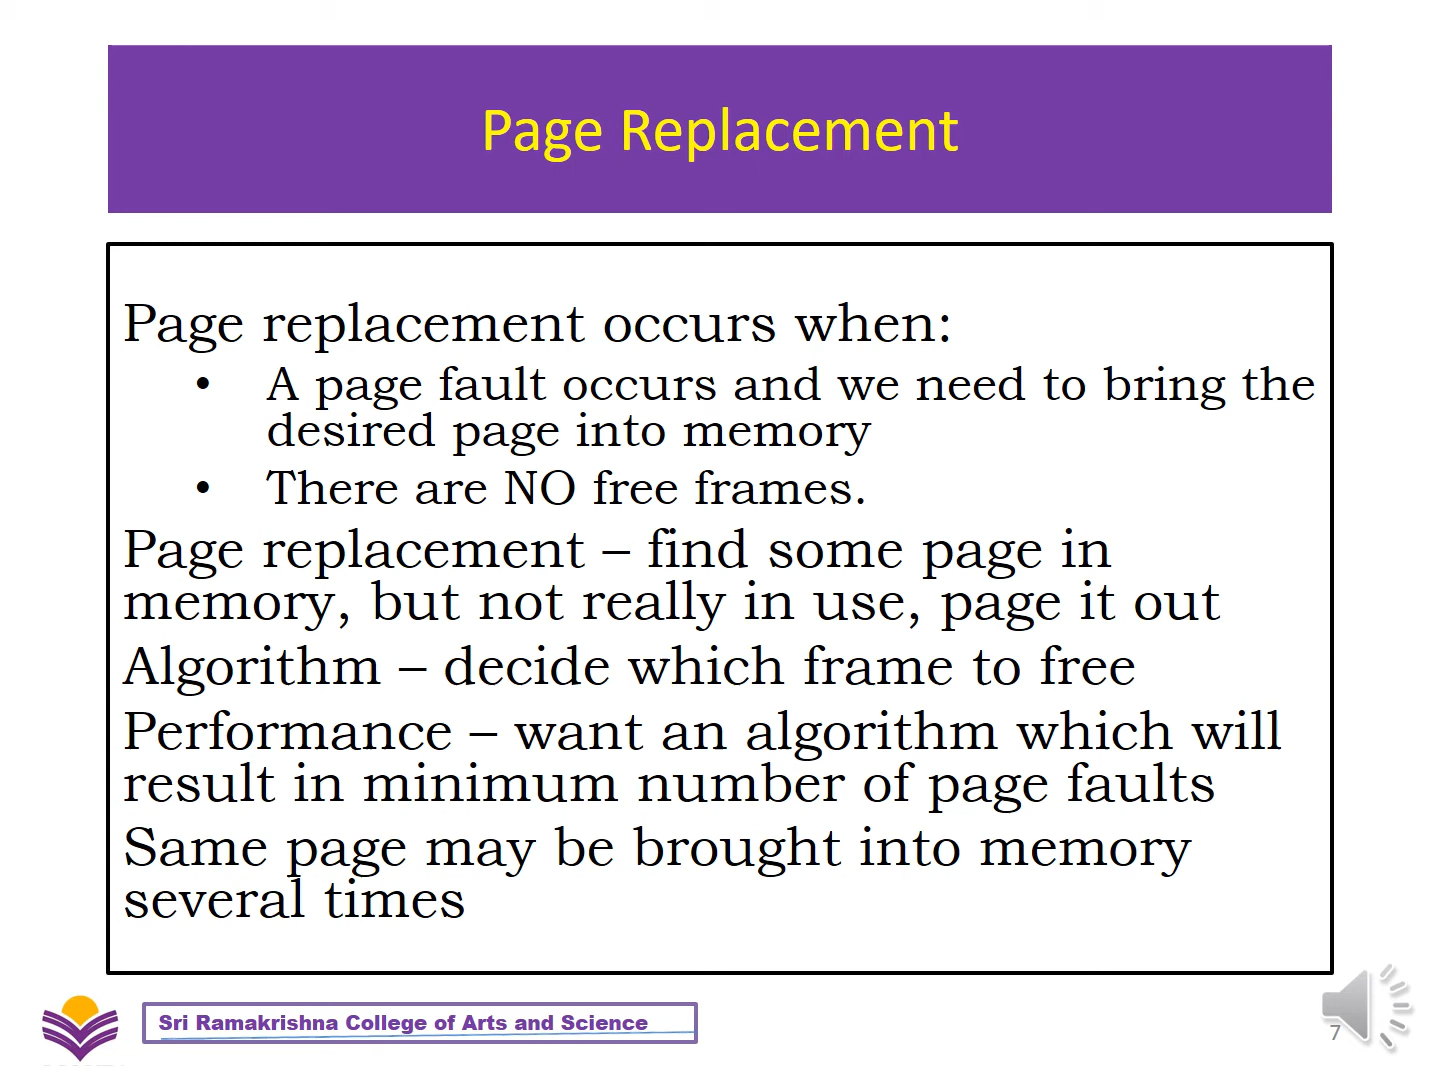 Page Replacement
Page replacement occurs when:
• A page fault occurs and we need to bring the
desired page into memory
• There are NO free frames.
Page replacement – find some page in
memory, but not really in use, page it out
Algorithm – decide which frame to free
Performance – want an algorithm which will
result in minimum number of page faults
Same page may be brought into memory
several times
Sri Ramakrishna College of Arts and Science
7